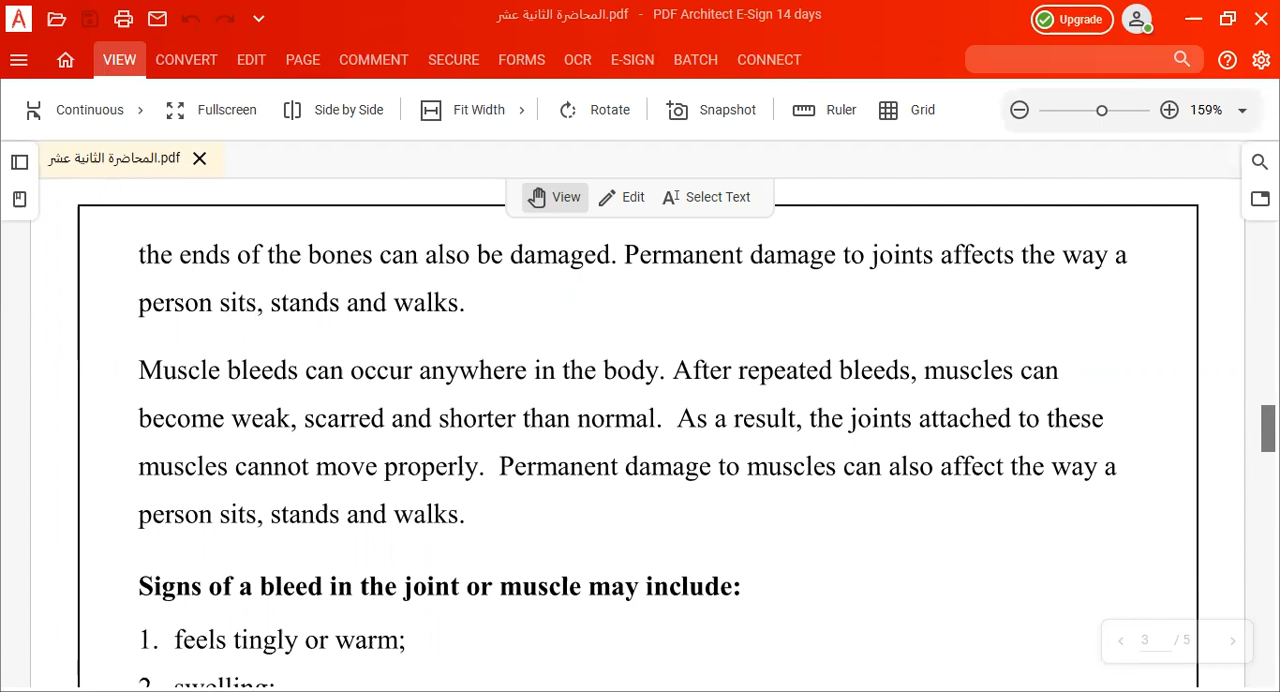 المحاضرة الثانية عشر.pdf - PDF Architect E-Sign 14 days
Upgrade
VIEW CONVERT EDIT PAGE COMMENT SECURE FORMS OCR E-SIGN BATCH CONNECT
Continuous Fullscreen Side by Side Fit Width Rotate Snapshot Ruler Grid 159%
المحاضرة الثانية عشر.pdf
View Edit Select Text
the ends of the bones can also be damaged. Permanent damage to joints affects the way a
person sits, stands and walks.
Muscle bleeds can occur anywhere in the body. After repeated bleeds, muscles can
become weak, scarred and shorter than normal. As a result, the joints attached to these
muscles cannot move properly. Permanent damage to muscles can also affect the way a
person sits, stands and walks.
Signs of a bleed in the joint or muscle may include:
1. feels tingly or warm;
2. swelling;
3 / 5